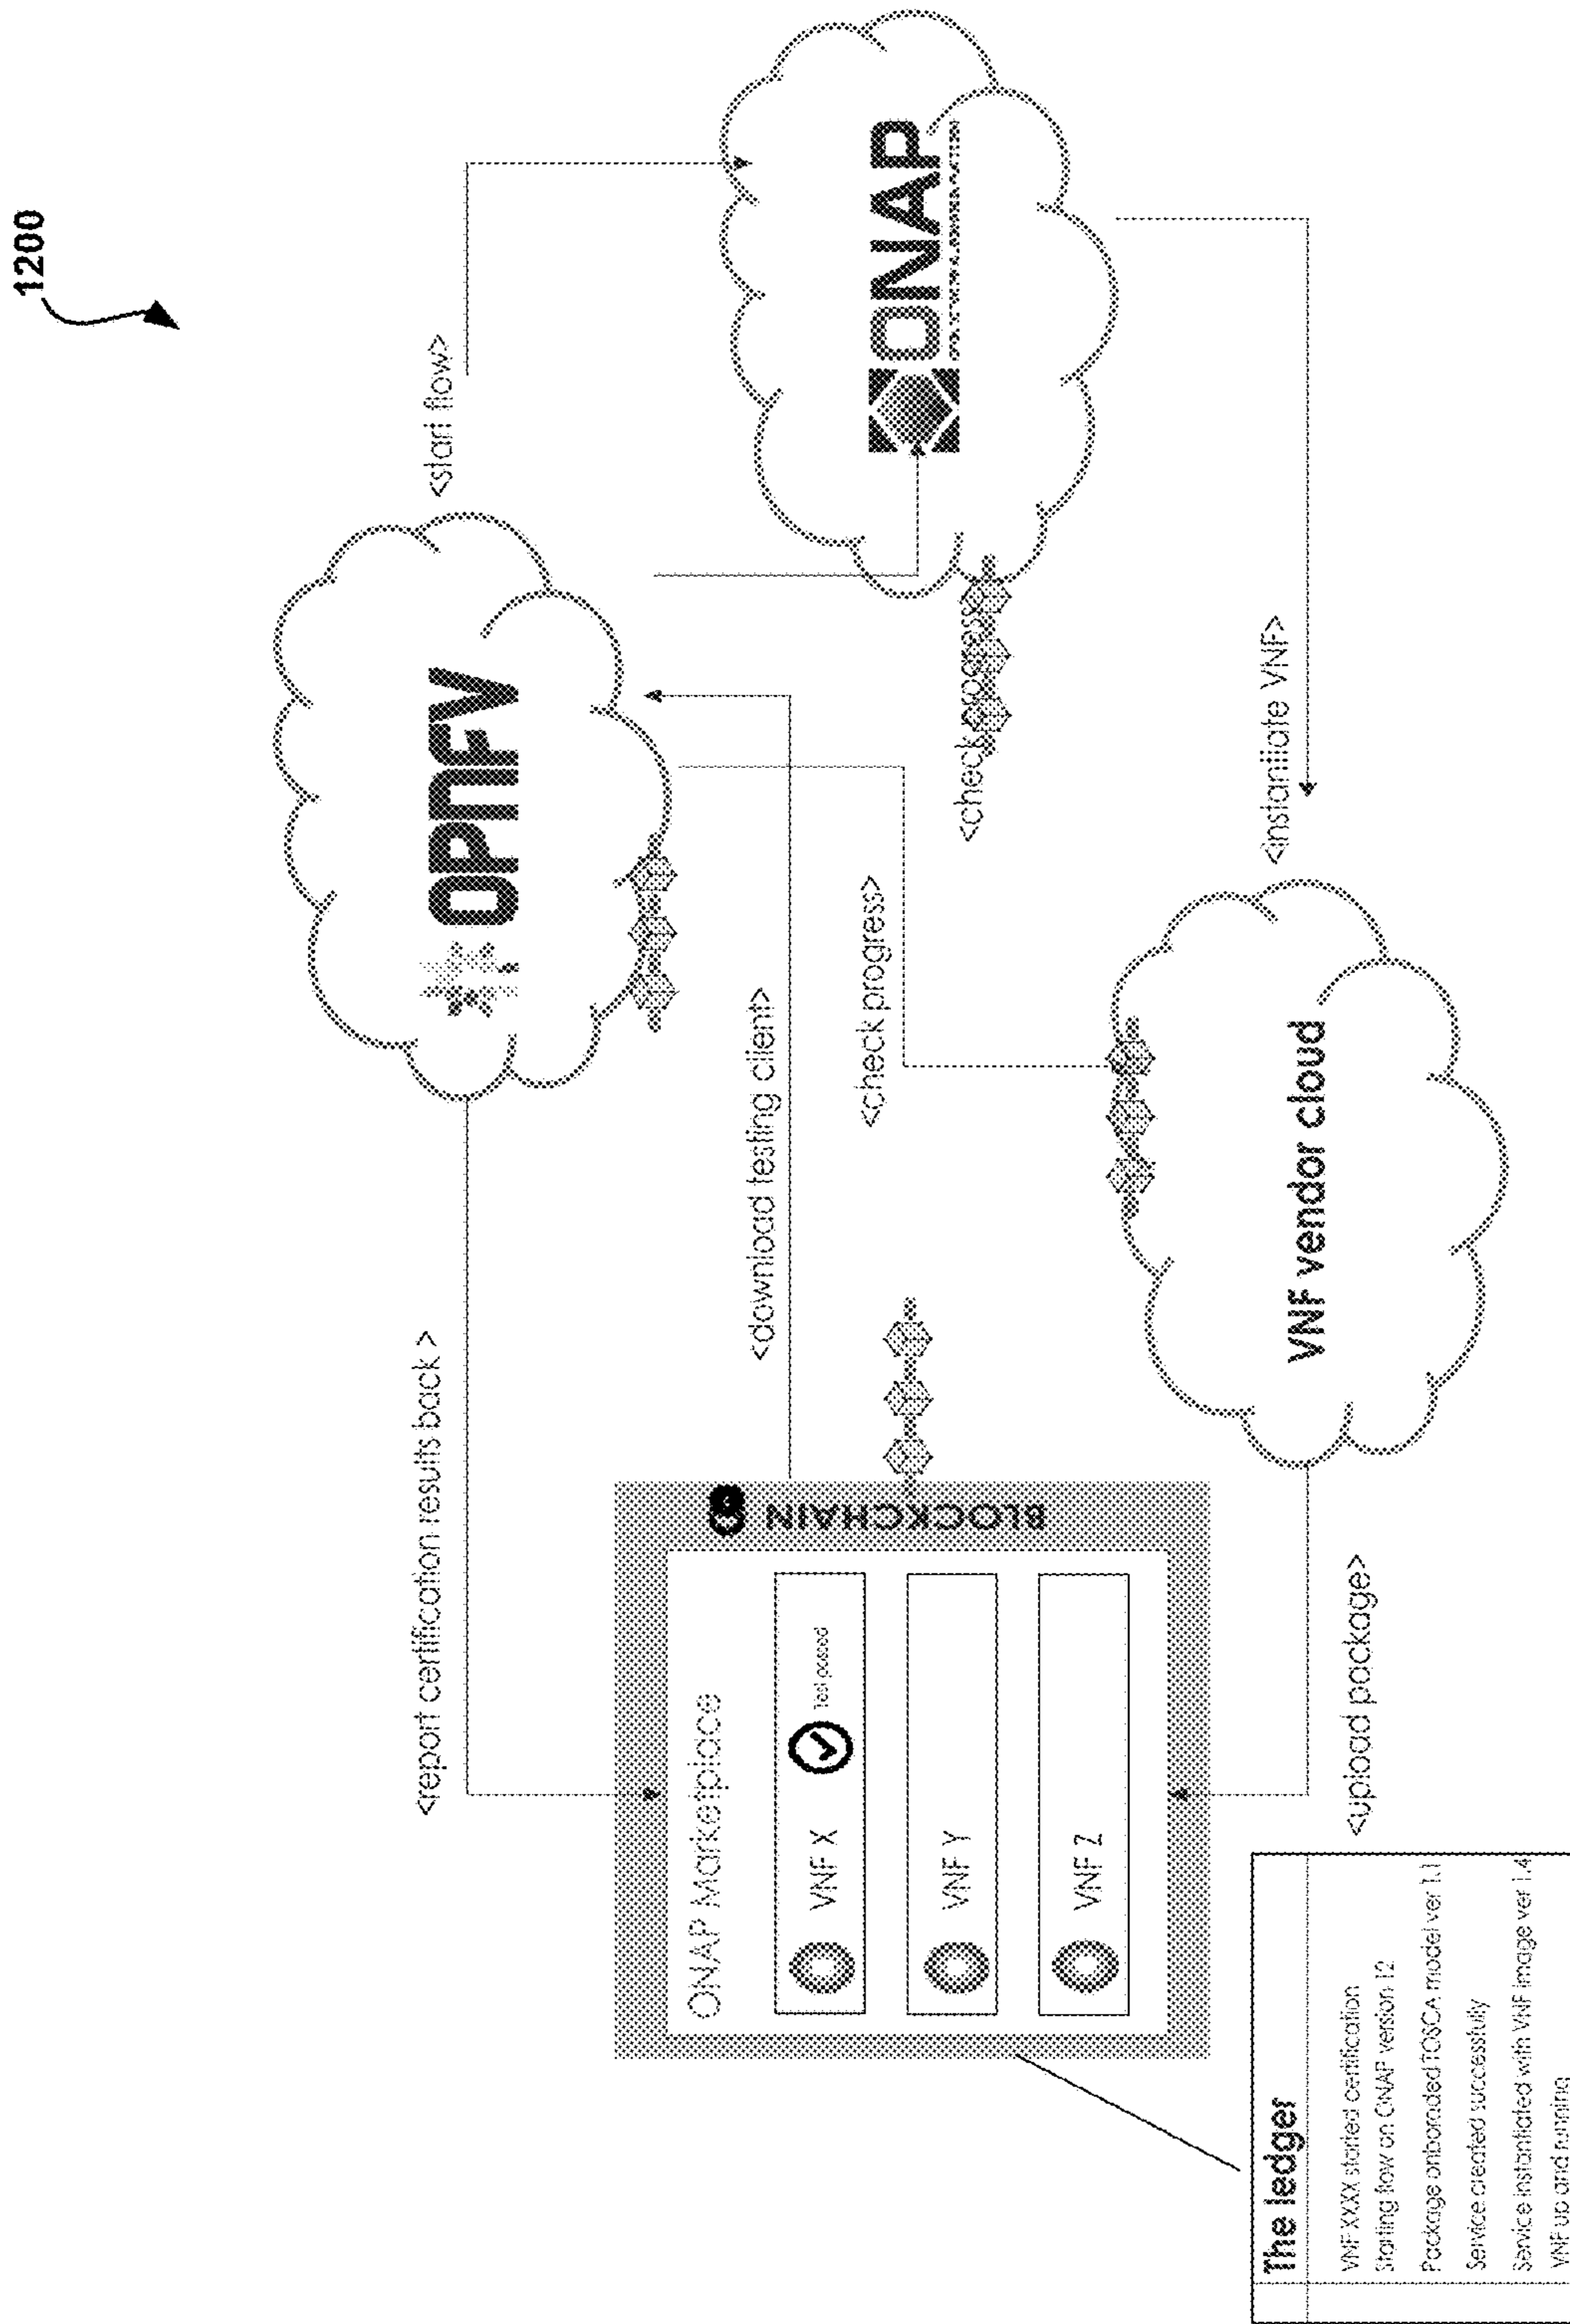 1200
<report certification results back >
OPNFV
<start flow>
<download testing client>
<check progress>
<check progress>
ONAP
ONAP Marketplace
VNF X
Test passed
VNF Y
VNF Z
BLOCKCHAIN
VNF vendor cloud
<instantiate VNF>
<upload package>
The ledger
VNF XXXX started certification
Starting flow on ONAP version 12
Package onboraded TOSCA model ver 1.1
Service created successfully
Service instantiated with VNF image ver 1.4
VNF up and running